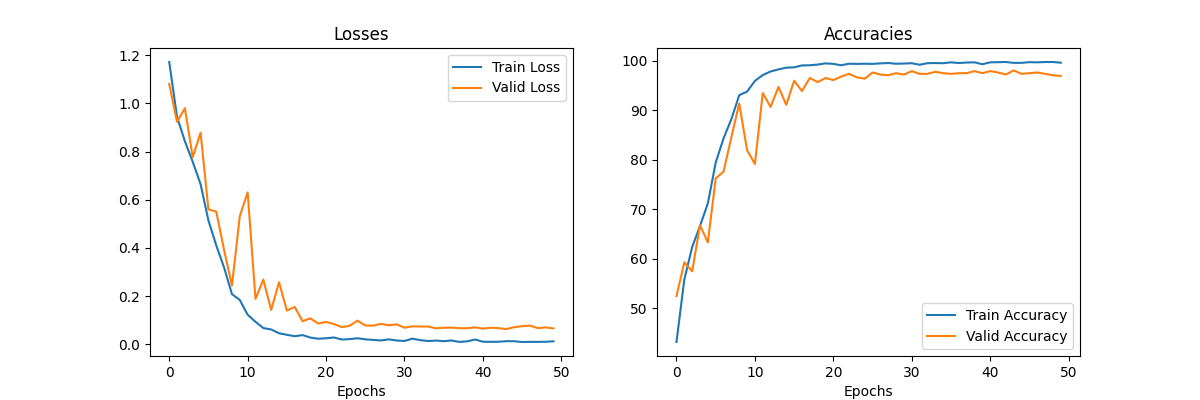 Losses
1.2
1.0
0.8
0.6
0.4
0.2
0.0
0 10 20 30 40 50
Epochs
Train Loss
Valid Loss
Accuracies
100
90
80
70
60
50
0 10 20 30 40 50
Epochs
Train Accuracy
Valid Accuracy